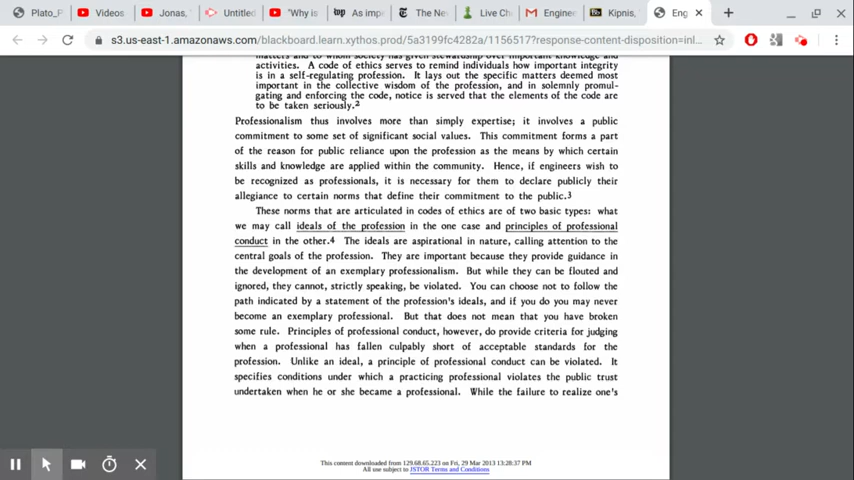 Plato_P
Videos
Jonas,
Untitled
"Why is
wp As imp
The Ne
Live Ch
Enginee
Kipnis,
Eng
s3.us-east-1.amazonaws.com/blackboard.learn.xythos.prod/5a3199fc4282a/1156517?response-content-disposition=inl...
matters and to whom society has given stewardship over important knowledge and
activities. A code of ethics serves to remind individuals how important integrity
is in a self-regulating profession. It lays out the specific matters deemed most
important in the collective wisdom of the profession, and in solemnly promul-
gating and enforcing the code, notice is served that the elements of the code are
to be taken seriously.2
Professionalism thus involves more than simply expertise; it involves a public
commitment to some set of significant social values. This commitment forms a part
of the reason for public reliance upon the profession as the means by which certain
skills and knowledge are applied within the community. Hence, if engineers wish to
be recognized as professionals, it is necessary for them to declare publicly their
allegiance to certain norms that define their commitment to the public.3
These norms that are articulated in codes of ethics are of two basic types: what
we may call ideals of the profession in the one case and principles of professional
conduct in the other.4 The ideals are aspirational in nature, calling attention to the
central goals of the profession. They are important because they provide guidance in
the development of an exemplary professionalism. But while they can be flouted and
ignored, they cannot, strictly speaking, be violated. You can choose not to follow the
path indicated by a statement of the profession's ideals, and if you do you may never
become an exemplary professional. But that does not mean that you have broken
some rule. Principles of professional conduct, however, do provide criteria for judging
when a professional has fallen culpably short of acceptable standards for the
profession. Unlike an ideal, a principle of professional conduct can be violated. It
specifies conditions under which a practicing professional violates the public trust
undertaken when he or she became a professional. While the failure to realize one's
This content downloaded from 129.68.65.223 on Fri, 29 Mar 2013 13:28:37 PM
All use subject to JSTOR Terms and Conditions